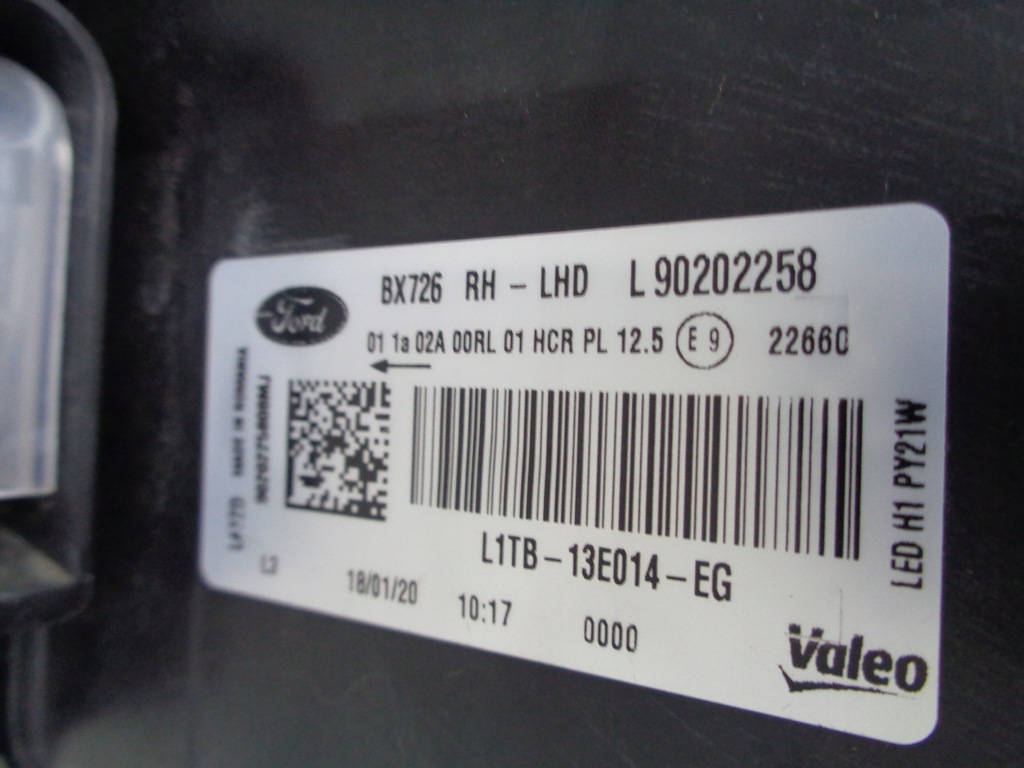 Ford
BX726 RH - LHD L 90202258
01 1a 02A 00RL 01 HCR PL 12.5 E 9 22660
L1TB - 13E014 - EG
L3
18/01/20
10:17
0000
LED H1 PY21W
Valeo